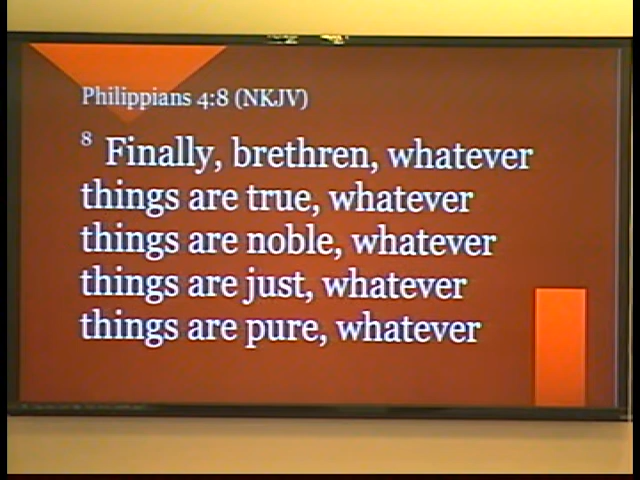 Philippians 4:8 (NKJV)
8 Finally, brethren, whatever
things are true, whatever
things are noble, whatever
things are just, whatever
things are pure, whatever